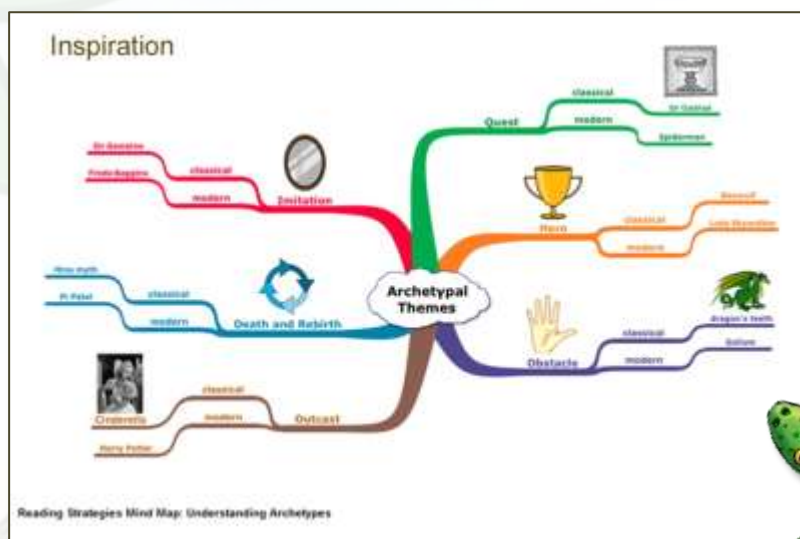 Inspiration
classical
Quest
Sir Galahad
modern
Spiderman
classical
Beowulf
Hero
modern
Luke Skywalker
classical
dragon's teeth
Obstacle
modern
Gollum
Archetypal
Themes
classical
Frodo Baggins
modern
Imitation
Nisu myth
classical
Pi Patel
modern
Death and Rebirth
classical
Cinderella
modern
Outcast
Harry Potter
Reading Strategies Mind Map: Understanding Archetypes